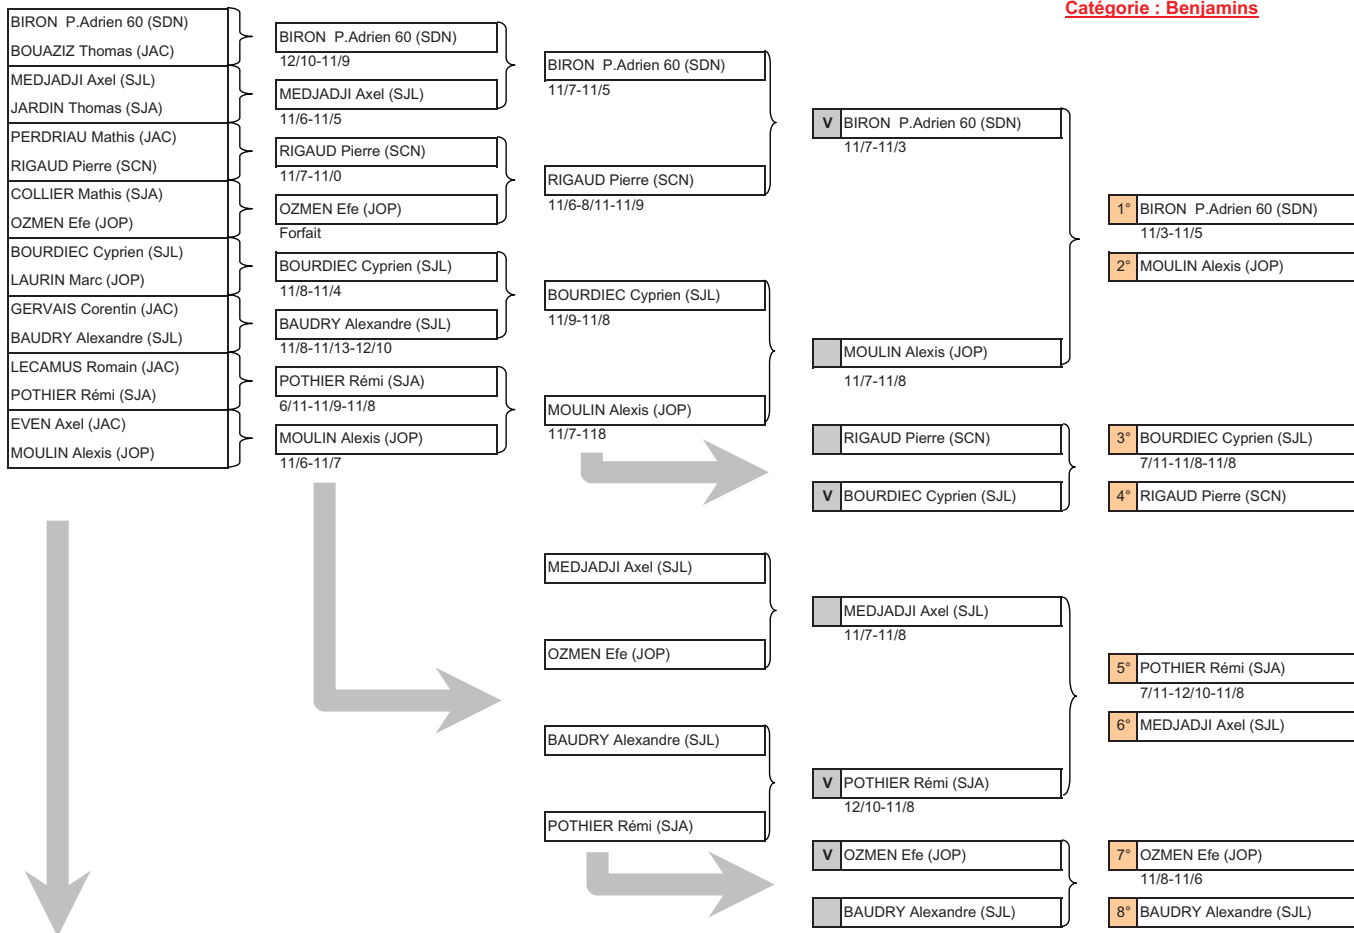 Catégorie : Benjamins
BIRON P.Adrien 60 (SDN)
BOUAZIZ Thomas (JAC)
MEDJADJI Axel (SJL)
JARDIN Thomas (SJA)
PERDRIAU Mathis (JAC)
RIGAUD Pierre (SCN)
COLLIER Mathis (SJA)
OZMEN Efe (JOP)
BOURDIEC Cyprien (SJL)
LAURIN Marc (JOP)
GERVAIS Corentin (JAC)
BAUDRY Alexandre (SJL)
LECAMUS Romain (JAC)
POTHIER Rémi (SJA)
EVEN Axel (JAC)
MOULIN Alexis (JOP)
BIRON P.Adrien 60 (SDN)
12/10-11/9
MEDJADJI Axel (SJL)
11/6-11/5
RIGAUD Pierre (SCN)
11/7-11/0
OZMEN Efe (JOP)
Forfait
BOURDIEC Cyprien (SJL)
11/8-11/4
BAUDRY Alexandre (SJL)
11/8-11/13-12/10
POTHIER Rémi (SJA)
6/11-11/9-11/8
MOULIN Alexis (JOP)
11/6-11/7
BIRON P.Adrien 60 (SDN)
11/7-11/5
RIGAUD Pierre (SCN)
11/6-8/11-11/9
BOURDIEC Cyprien (SJL)
11/9-11/8
MOULIN Alexis (JOP)
11/7-118
MEDJADJI Axel (SJL)
OZMEN Efe (JOP)
BAUDRY Alexandre (SJL)
POTHIER Rémi (SJA)
V BIRON P.Adrien 60 (SDN)
11/7-11/3
MOULIN Alexis (JOP)
11/7-11/8
RIGAUD Pierre (SCN)
V BOURDIEC Cyprien (SJL)
MEDJADJI Axel (SJL)
11/7-11/8
V POTHIER Rémi (SJA)
12/10-11/8
V OZMEN Efe (JOP)
BAUDRY Alexandre (SJL)
1° BIRON P.Adrien 60 (SDN)
11/3-11/5
2° MOULIN Alexis (JOP)
3° BOURDIEC Cyprien (SJL)
7/11-11/8-11/8
4° RIGAUD Pierre (SCN)
5° POTHIER Rémi (SJA)
7/11-12/10-11/8
6° MEDJADJI Axel (SJL)
7° OZMEN Efe (JOP)
11/8-11/6
8° BAUDRY Alexandre (SJL)